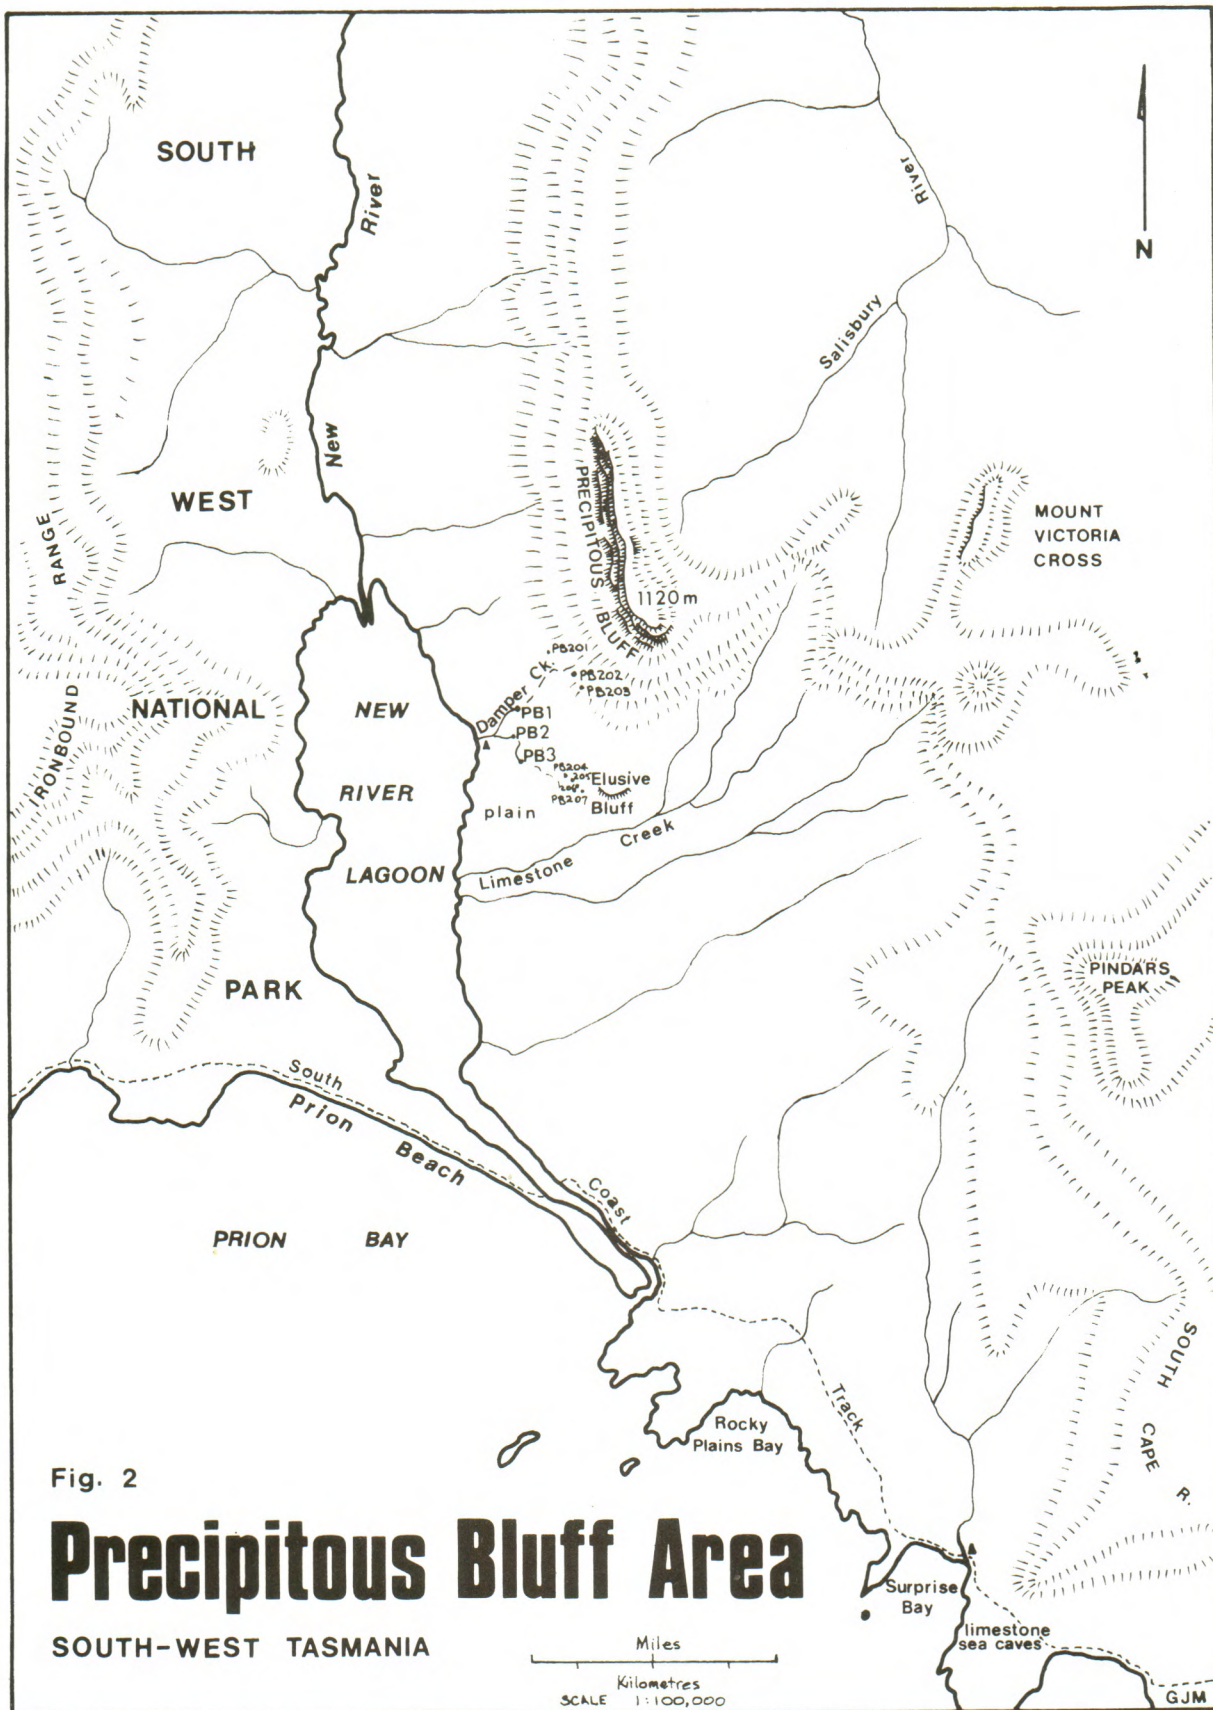 SOUTH
River
River
N
Salisbury
New
WEST
PRECIPITOUS BLUFF
MOUNT
VICTORIA
CROSS
RANGE
1120m
PB201
PB202
PB203
Damper Ck.
NATIONAL
NEW
PB1
PB2
IRONBOUND
PB3
PB204
205
Elusive
RIVER
PB207
Bluff
plain
Creek
LAGOON
Limestone
PARK
PINDARS
PEAK
South
Prion Beach
Coast
PRION BAY
SOUTH
Track
CAPE
R.
Rocky
Plains Bay
Fig. 2
Precipitous Bluff Area
Surprise
Bay
limestone
sea caves
SOUTH-WEST TASMANIA
Miles
Kilometres
SCALE 1:100,000
GJM